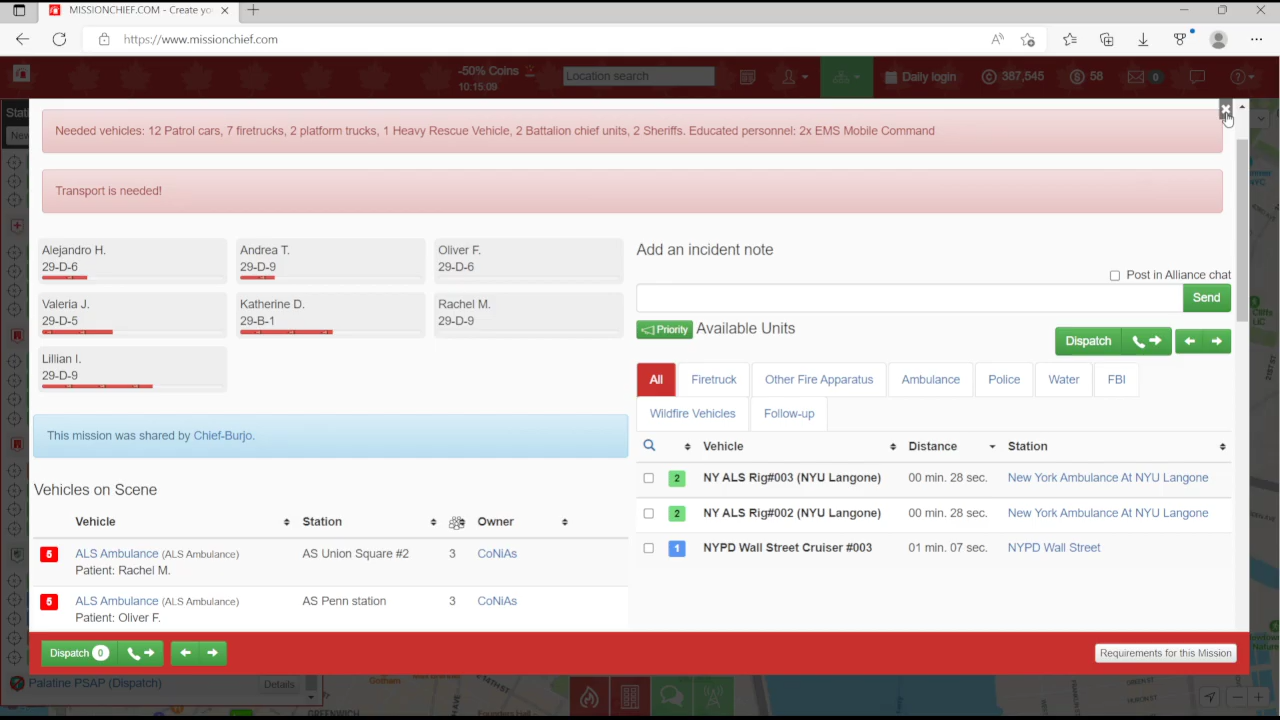 MISSIONCHIEF.COM - Create yo
https://www.missionchief.com
-50% Coins
10:15:09
Location search
Daily login
387,545
58
0
Stati
New
Needed vehicles: 12 Patrol cars, 7 firetrucks, 2 platform trucks, 1 Heavy Rescue Vehicle, 2 Battalion chief units, 2 Sheriffs. Educated personnel: 2x EMS Mobile Command
Transport is needed!
Alejandro H.
29-D-6
Andrea T.
29-D-9
Oliver F.
29-D-6
Valeria J.
29-D-5
Katherine D.
29-B-1
Rachel M.
29-D-9
Lillian I.
29-D-9
Add an incident note
Post in Alliance chat
Send
Priority Available Units
Dispatch
All Firetruck Other Fire Apparatus Ambulance Police Water FBI
Wildfire Vehicles Follow-up
Vehicle Distance Station
2 NY ALS Rig#003 (NYU Langone) 00 min. 28 sec. New York Ambulance At NYU Langone
2 NY ALS Rig#002 (NYU Langone) 00 min. 28 sec. New York Ambulance At NYU Langone
1 NYPD Wall Street Cruiser #003 01 min. 07 sec. NYPD Wall Street
This mission was shared by Chief-Burjo.
Vehicles on Scene
Vehicle Station Owner
5 ALS Ambulance (ALS Ambulance) AS Union Square #2 3 CoNiAs
Patient: Rachel M.
5 ALS Ambulance (ALS Ambulance) AS Penn station 3 CoNiAs
Patient: Oliver F.
Dispatch 0
Requirements for this Mission
Palatine PSAP (Dispatch)
Details